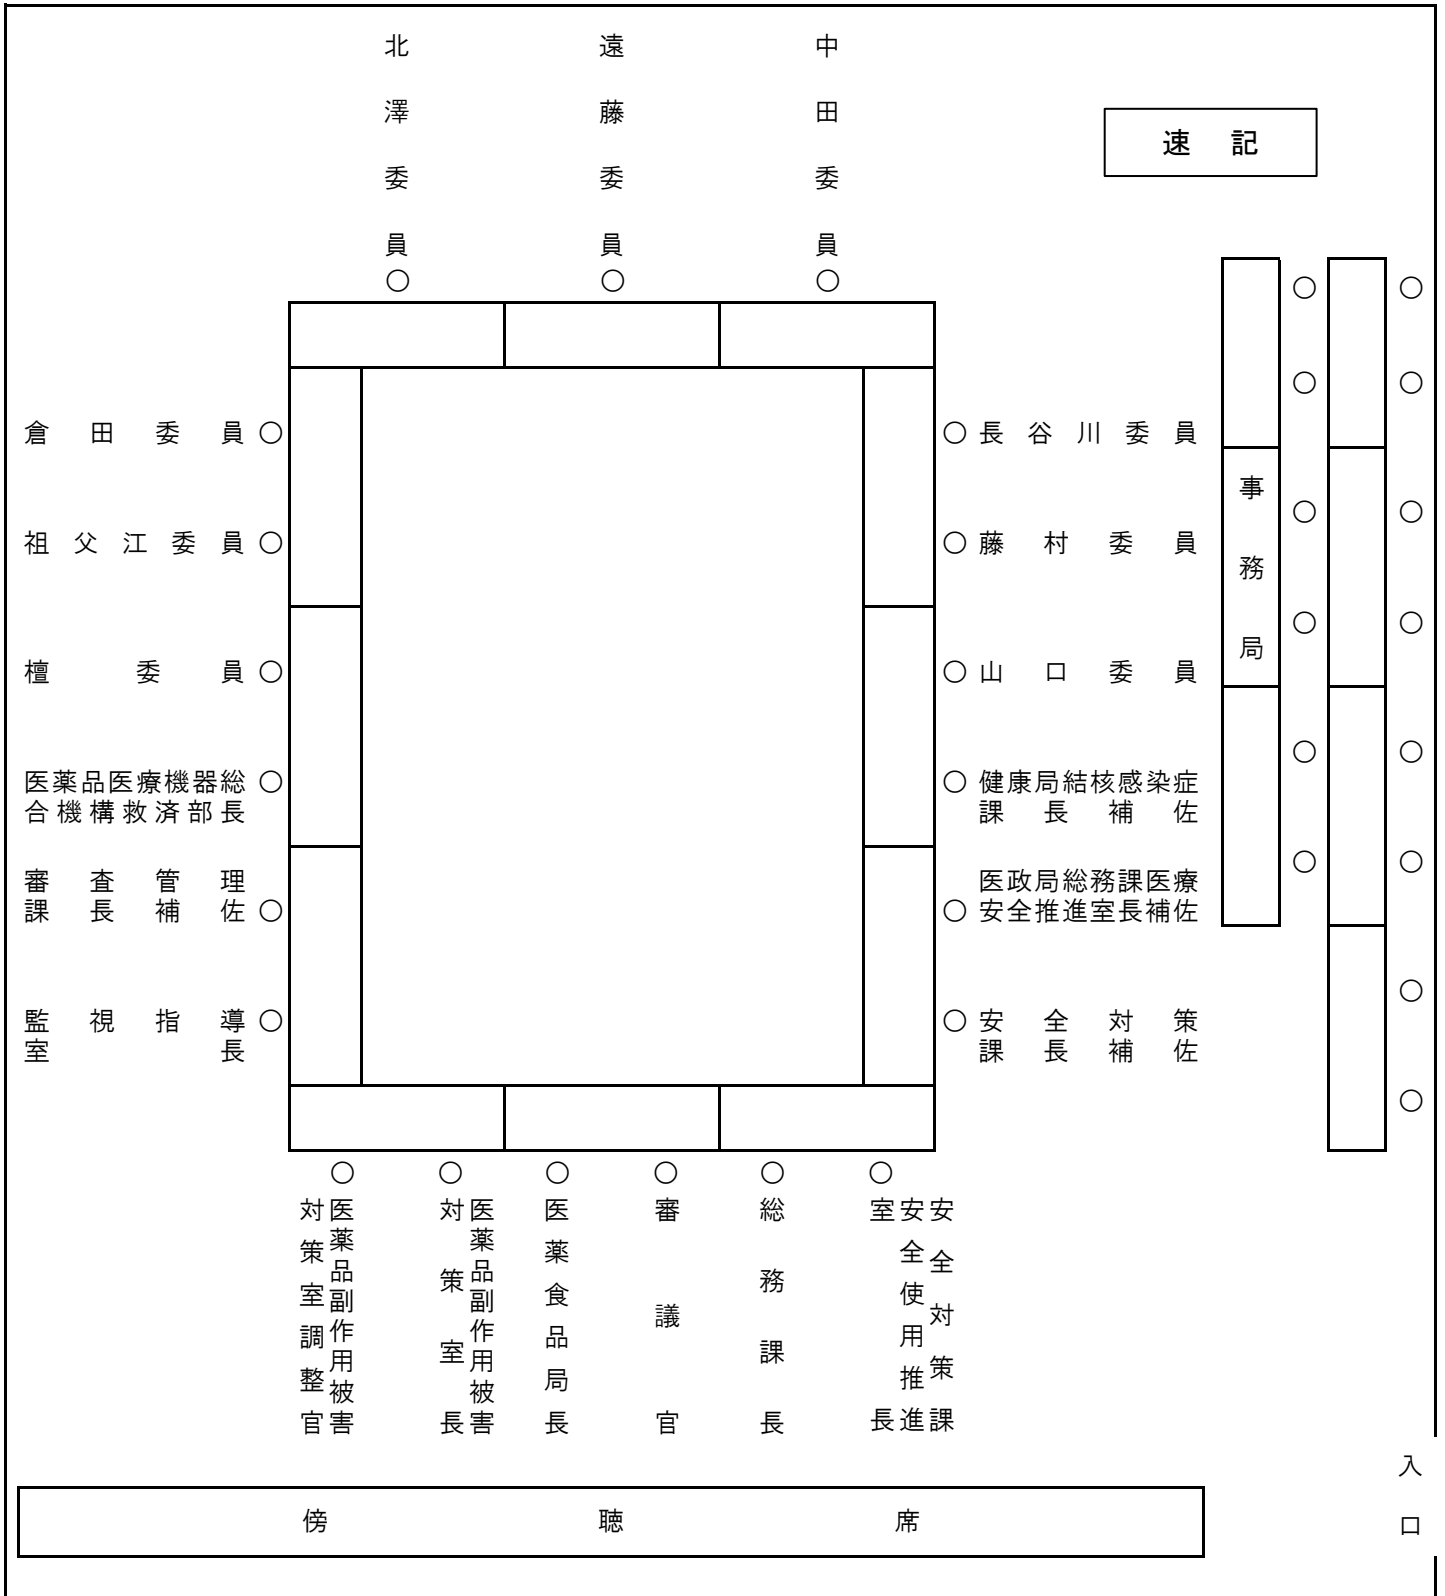 北澤委員
遠藤委員
中田委員
速記
倉田委員
長谷川委員
事務局
祖父江委員
藤村委員
檀委員
山口委員
医薬品医療機器総
合機構救済部長
健康局結核感染症
課長補佐
審査管理
課長補佐
医政局総務課医療
安全推進室長補佐
監視指導
室長
安全対策
課長補佐
医薬品副作用被害
対策室調整官
医薬品副作用被害
対策室長
医薬食品局長
審議官
総務課長
安全対策課
安全使用推進
室長
入口
傍聴席